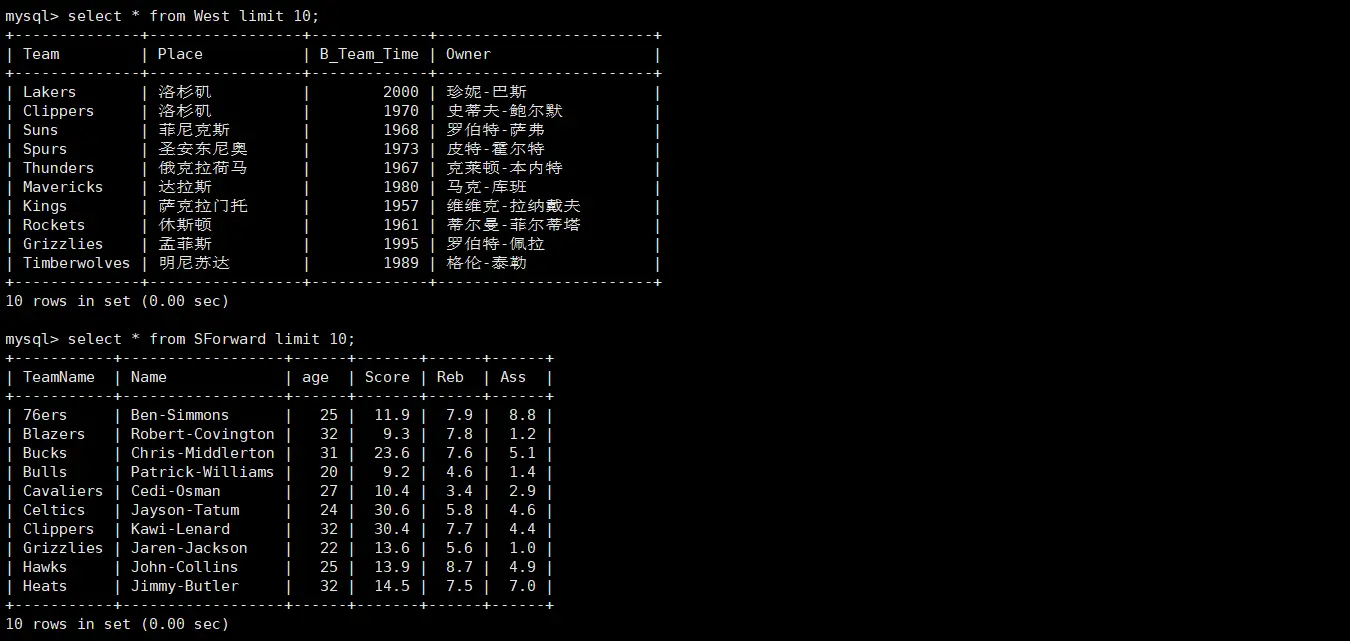 mysql> select * from West limit 10;
+--------------+-----------------+-------------+------------------------+
| Team         | Place           | B_Team_Time | Owner                  |
+--------------+-----------------+-------------+------------------------+
| Lakers       | 洛杉矶          |        2000 | 珍妮-巴斯              |
| Clippers     | 洛杉矶          |        1970 | 史蒂夫-鲍尔默          |
| Suns         | 菲尼克斯        |        1968 | 罗伯特-萨弗            |
| Spurs        | 圣安东尼奥      |        1973 | 皮特-霍尔特            |
| Thunders     | 俄克拉荷马      |        1967 | 克莱顿-本内特          |
| Mavericks    | 达拉斯          |        1980 | 马克-库班              |
| Kings        | 萨克拉门托      |        1957 | 维维克-拉纳戴夫        |
| Rockets      | 休斯顿          |        1961 | 蒂尔曼-菲尔蒂塔        |
| Grizzlies    | 孟菲斯          |        1995 | 罗伯特-佩拉            |
| Timberwolves | 明尼苏达        |        1989 | 格伦-泰勒              |
+--------------+-----------------+-------------+------------------------+
10 rows in set (0.00 sec)

mysql> select * from SForward limit 10;
+-----------+------------------+------+-------+------+------+
| TeamName  | Name             | age  | Score | Reb  | Ass  |
+-----------+------------------+------+-------+------+------+
| 76ers     | Ben-Simmons      |   25 |  11.9 |  7.9 |  8.8 |
| Blazers   | Robert-Covington |   32 |   9.3 |  7.8 |  1.2 |
| Bucks     | Chris-Middlerton |   31 |  23.6 |  7.6 |  5.1 |
| Bulls     | Patrick-Williams |   20 |   9.2 |  4.6 |  1.4 |
| Cavaliers | Cedi-Osman       |   27 |  10.4 |  3.4 |  2.9 |
| Celtics   | Jayson-Tatum     |   24 |  30.6 |  5.8 |  4.6 |
| Clippers  | Kawi-Lenard      |   32 |  30.4 |  7.7 |  4.4 |
| Grizzlies | Jaren-Jackson    |   22 |  13.6 |  5.6 |  1.0 |
| Hawks     | John-Collins     |   25 |  13.9 |  8.7 |  4.9 |
| Heats     | Jimmy-Butler     |   32 |  14.5 |  7.5 |  7.0 |
+-----------+------------------+------+-------+------+------+
10 rows in set (0.00 sec)